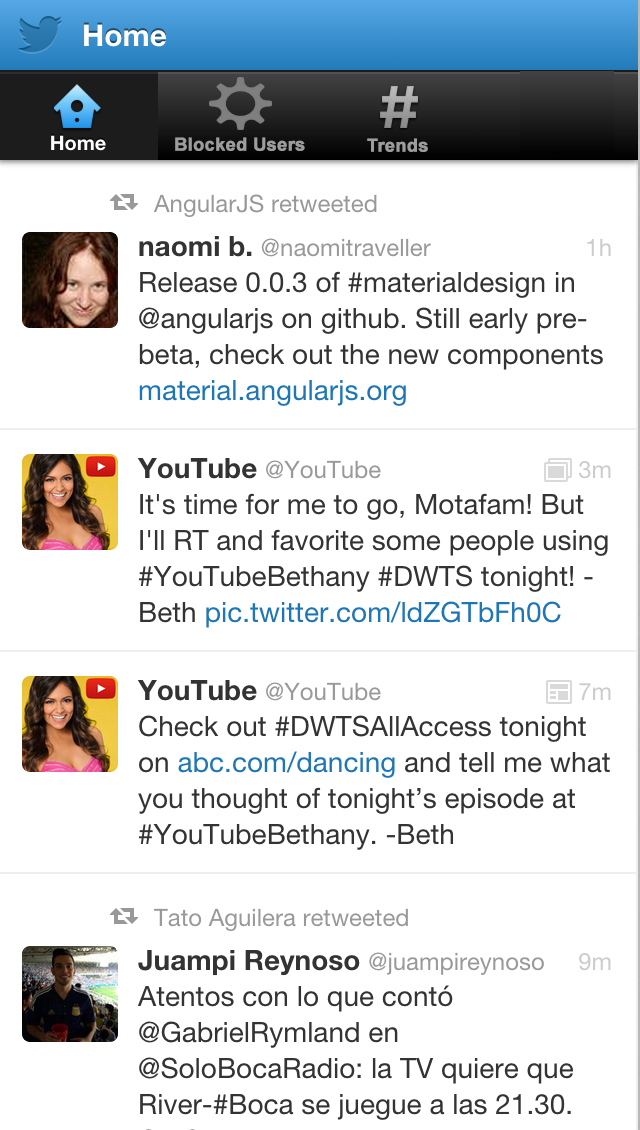 Home
Home
Blocked Users
#
Trends
AngularJS retweeted
naomi b. @naomitraveller 1h
Release 0.0.3 of #materialdesign in
@angularjs on github. Still early pre-
beta, check out the new components
material.angularjs.org
YouTube @YouTube 3m
It's time for me to go, Motafam! But
I'll RT and favorite some people using
#YouTubeBethany #DWTS tonight! -
Beth pic.twitter.com/ldZGTbFh0C
YouTube @YouTube 7m
Check out #DWTSAllAccess tonight
on abc.com/dancing and tell me what
you thought of tonight’s episode at
#YouTubeBethany. -Beth
Tato Aguilera retweeted
Juampi Reynoso @juampireynoso 9m
Atentos con lo que contó
@GabrielRymland en
@SoloBocaRadio: la TV quiere que
River-#Boca se juegue a las 21.30.